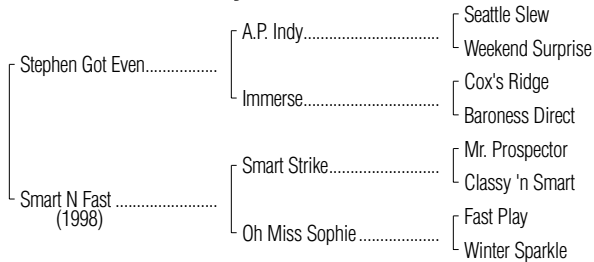 Seattle Slew
A.P. Indy..................................
Weekend Surprise
Stephen Got Even.................
Cox's Ridge
Immerse..................................
Baroness Direct
Mr. Prospector
Smart Strike...........................
Classy 'n Smart
Smart N Fast ........................
(1998)
Fast Play
Oh Miss Sophie....................
Winter Sparkle